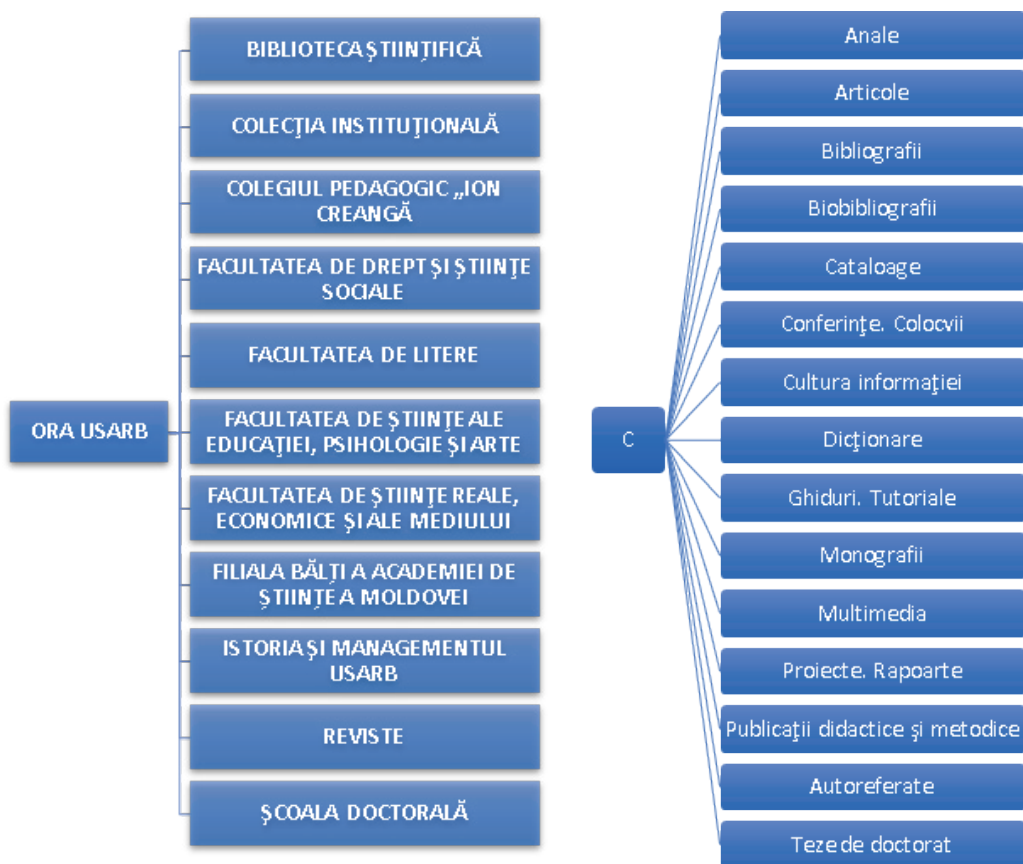 ORA USARB
BIBLIOTECA ŞTIINŢIFICĂ
COLECŢIA INSTITUŢIONALĂ
COLEGIUL PEDAGOGIC „ION
CREANGĂ
FACULTATEA DE DREPT ŞI ŞTIINŢE
SOCIALE
FACULTATEA DE LITERE
FACULTATEA DE ŞTIINŢE ALE
EDUCAŢIEI, PSIHOLOGIE ŞI ARTE
FACULTATEA DE ŞTIINŢE REALE,
ECONOMICE ŞI ALE MEDIULUI
FILIALA BĂLŢI A ACADEMIEI DE
ŞTIINŢE A MOLDOVEI
ISTORIA ŞI MANAGEMENTUL
USARB
REVISTE
ŞCOALA DOCTORALĂ
C
Anale
Articole
Bibliografii
Biobibliografii
Cataloage
Conferinţe. Colocvii
Cultura informaţiei
Dicţionare
Ghiduri. Tutoriale
Monografii
Multimedia
Proiecte. Rapoarte
Publicaţii didactice şi metodice
Autoreferate
Teze de doctorat